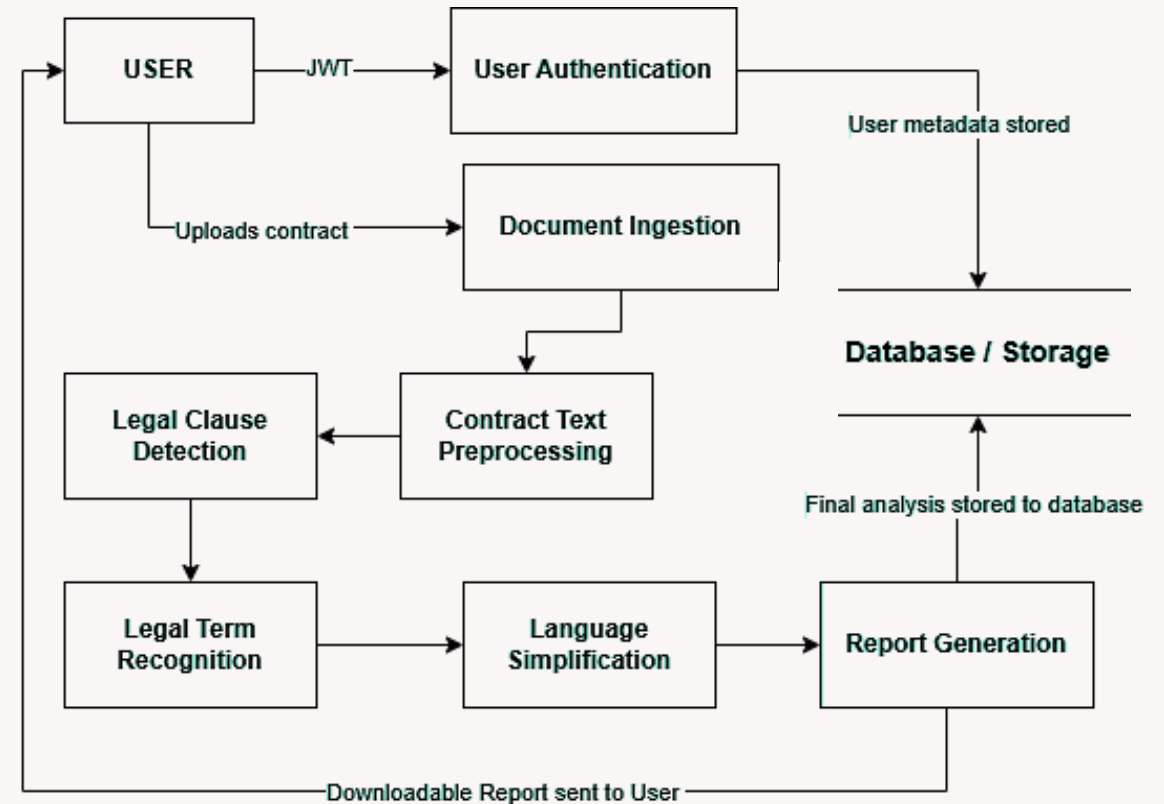 USER
JWT
User Authentication
User metadata stored
Uploads contract
Document Ingestion
Database / Storage
Legal Clause
Detection
Contract Text
Preprocessing
Final analysis stored to database
Legal Term
Recognition
Language
Simplification
Report Generation
Downloadable Report sent to User